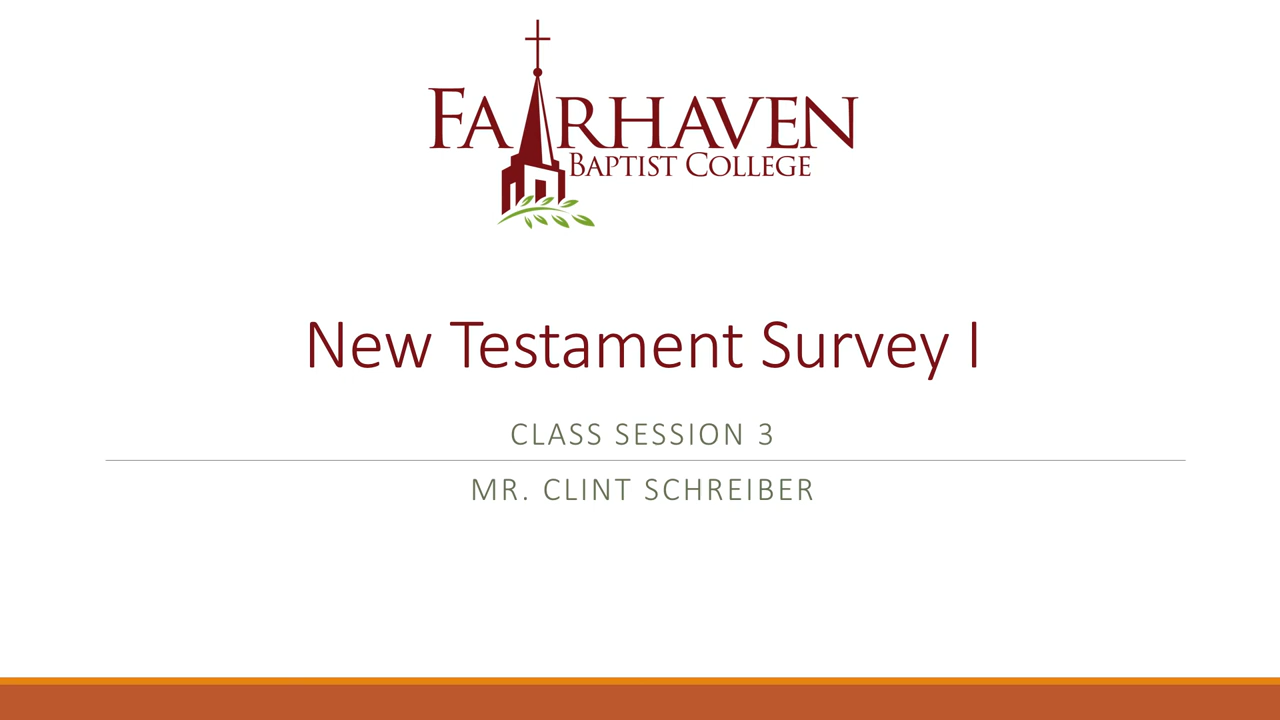 FAIRHAVEN
BAPTIST COLLEGE
New Testament Survey I
CLASS SESSION 3
MR. CLINT SCHREIBER